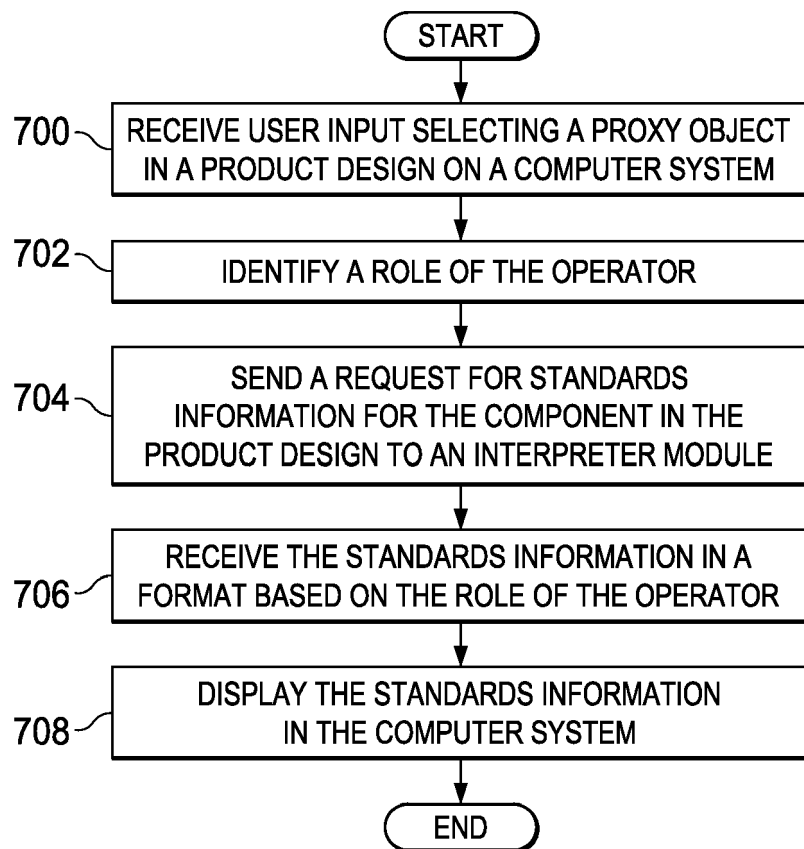 START
700
RECEIVE USER INPUT SELECTING A PROXY OBJECT
IN A PRODUCT DESIGN ON A COMPUTER SYSTEM
702
IDENTIFY A ROLE OF THE OPERATOR
704
SEND A REQUEST FOR STANDARDS
INFORMATION FOR THE COMPONENT IN THE
PRODUCT DESIGN TO AN INTERPRETER MODULE
706
RECEIVE THE STANDARDS INFORMATION IN A
FORMAT BASED ON THE ROLE OF THE OPERATOR
708
DISPLAY THE STANDARDS INFORMATION
IN THE COMPUTER SYSTEM
END